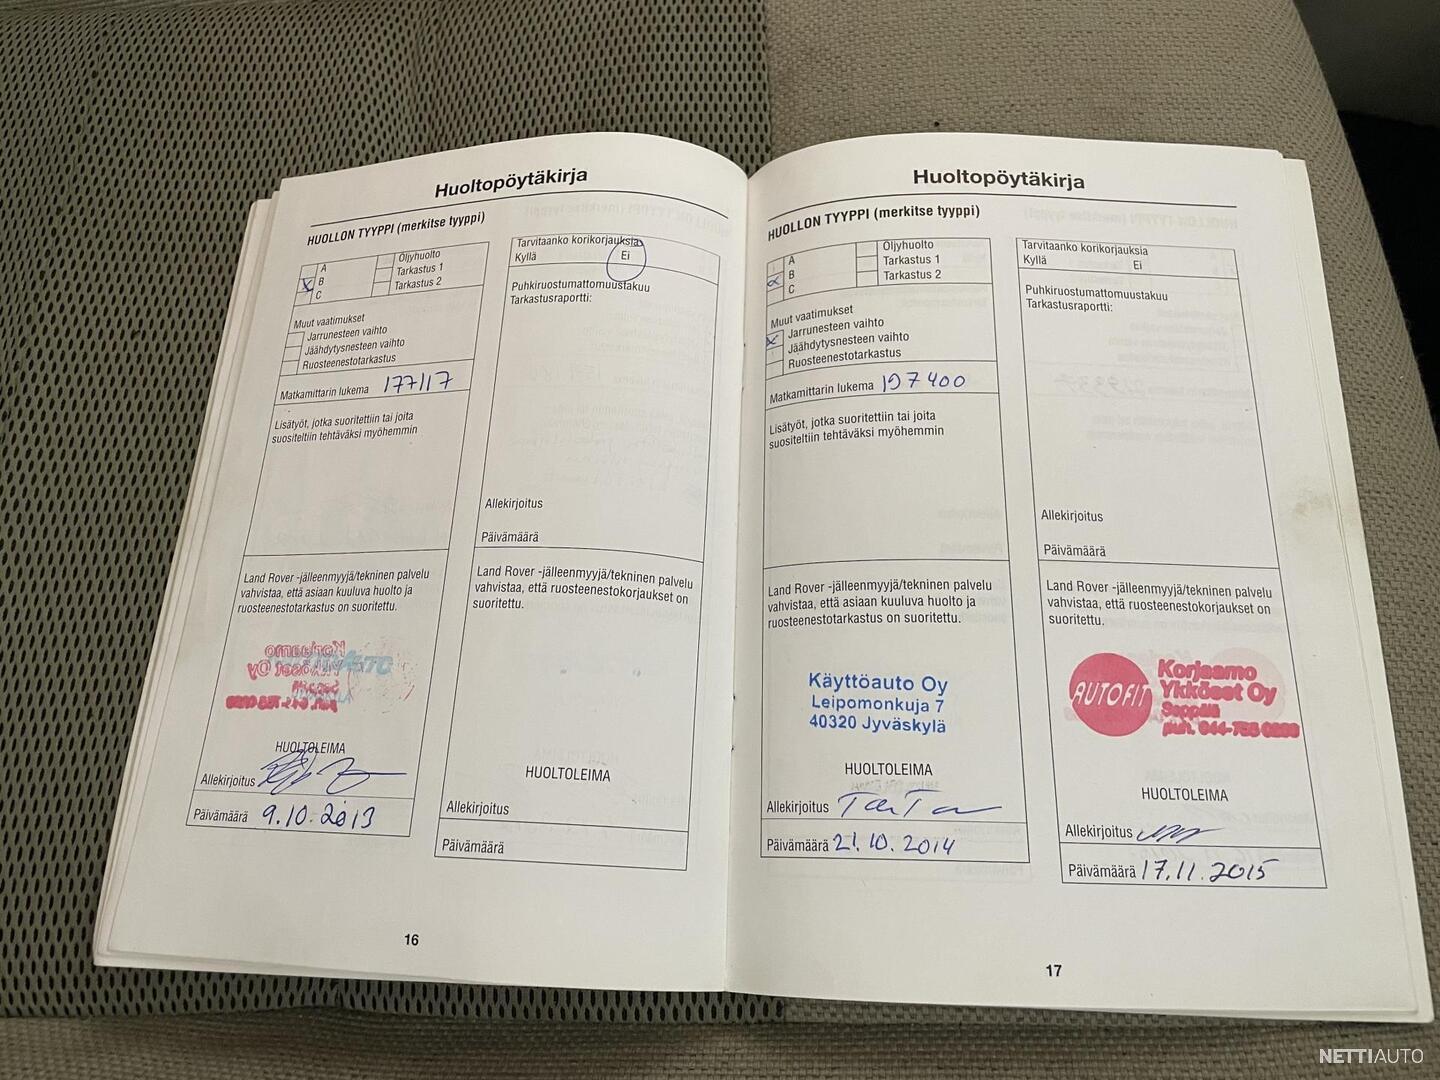 Huoltopöytäkirja
HUOLLON TYYPPI (merkitse tyyppi)
A
B
C
Öljyhuolto
Tarkastus 1
Tarkastus 2
Muut vaatimukset
Jarrunesteen vaihto
Jäähdytysnesteen vaihto
Ruosteenestotarkastus
Matkamittarin lukema 177117
Lisätyöt, jotka suoritettiin tai joita
suositeltiin tehtäväksi myöhemmin
Land Rover -jälleenmyyjä/tekninen palvelu
vahvistaa, että asiaan kuuluva huolto ja
ruosteenestotarkastus on suoritettu.
HUOLTOLEIMA
Allekirjoitus
Päivämäärä 9.10.2013
Tarvitaanko korikorjauksia
Kyllä Ei
Puhkiruostumattomuustakuu
Tarkastusraportti:
Allekirjoitus
Päivämäärä
Land Rover -jälleenmyyjä/tekninen palvelu
vahvistaa, että ruosteenestokorjaukset on
suoritettu.
HUOLTOLEIMA
Allekirjoitus
Päivämäärä
16
Huoltopöytäkirja
HUOLLON TYYPPI (merkitse tyyppi)
A
B
C
Öljyhuolto
Tarkastus 1
Tarkastus 2
Muut vaatimukset
Jarrunesteen vaihto
Jäähdytysnesteen vaihto
Ruosteenestotarkastus
Matkamittarin lukema 197400
Lisätyöt, jotka suoritettiin tai joita
suositeltiin tehtäväksi myöhemmin
Land Rover -jälleenmyyjä/tekninen palvelu
vahvistaa, että asiaan kuuluva huolto ja
ruosteenestotarkastus on suoritettu.
Käyttöauto Oy
Leipomonkuja 7
40320 Jyväskylä
HUOLTOLEIMA
Allekirjoitus
Päivämäärä 21.10.2014
Tarvitaanko korikorjauksia
Kyllä Ei
Puhkiruostumattomuustakuu
Tarkastusraportti:
Allekirjoitus
Päivämäärä
Land Rover -jälleenmyyjä/tekninen palvelu
vahvistaa, että ruosteenestokorjaukset on
suoritettu.
AUTOFIT
Korjaamo
Ykköset Oy
Seppälä
puh.
HUOLTOLEIMA
Allekirjoitus
Päivämäärä 17.11.2015
17
NETTIAUTO